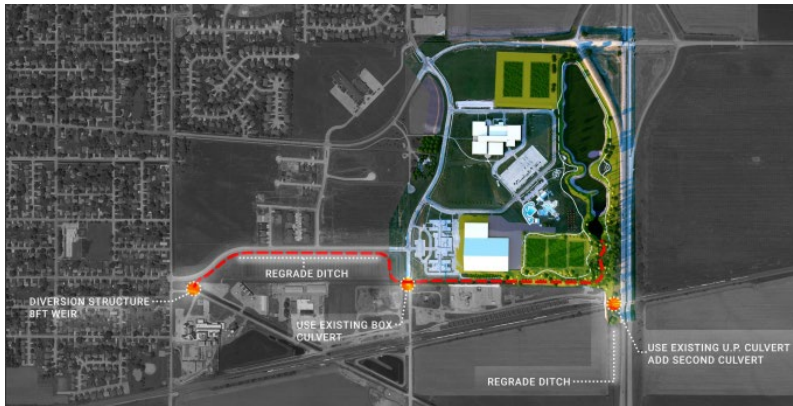 REGRADE DITCH
DIVERSION STRUCTURE
8FT WEIR
USE EXISTING BOX
CULVERT
USE EXISTING U.P. CULVERT
ADD SECOND CULVERT
REGRADE DITCH